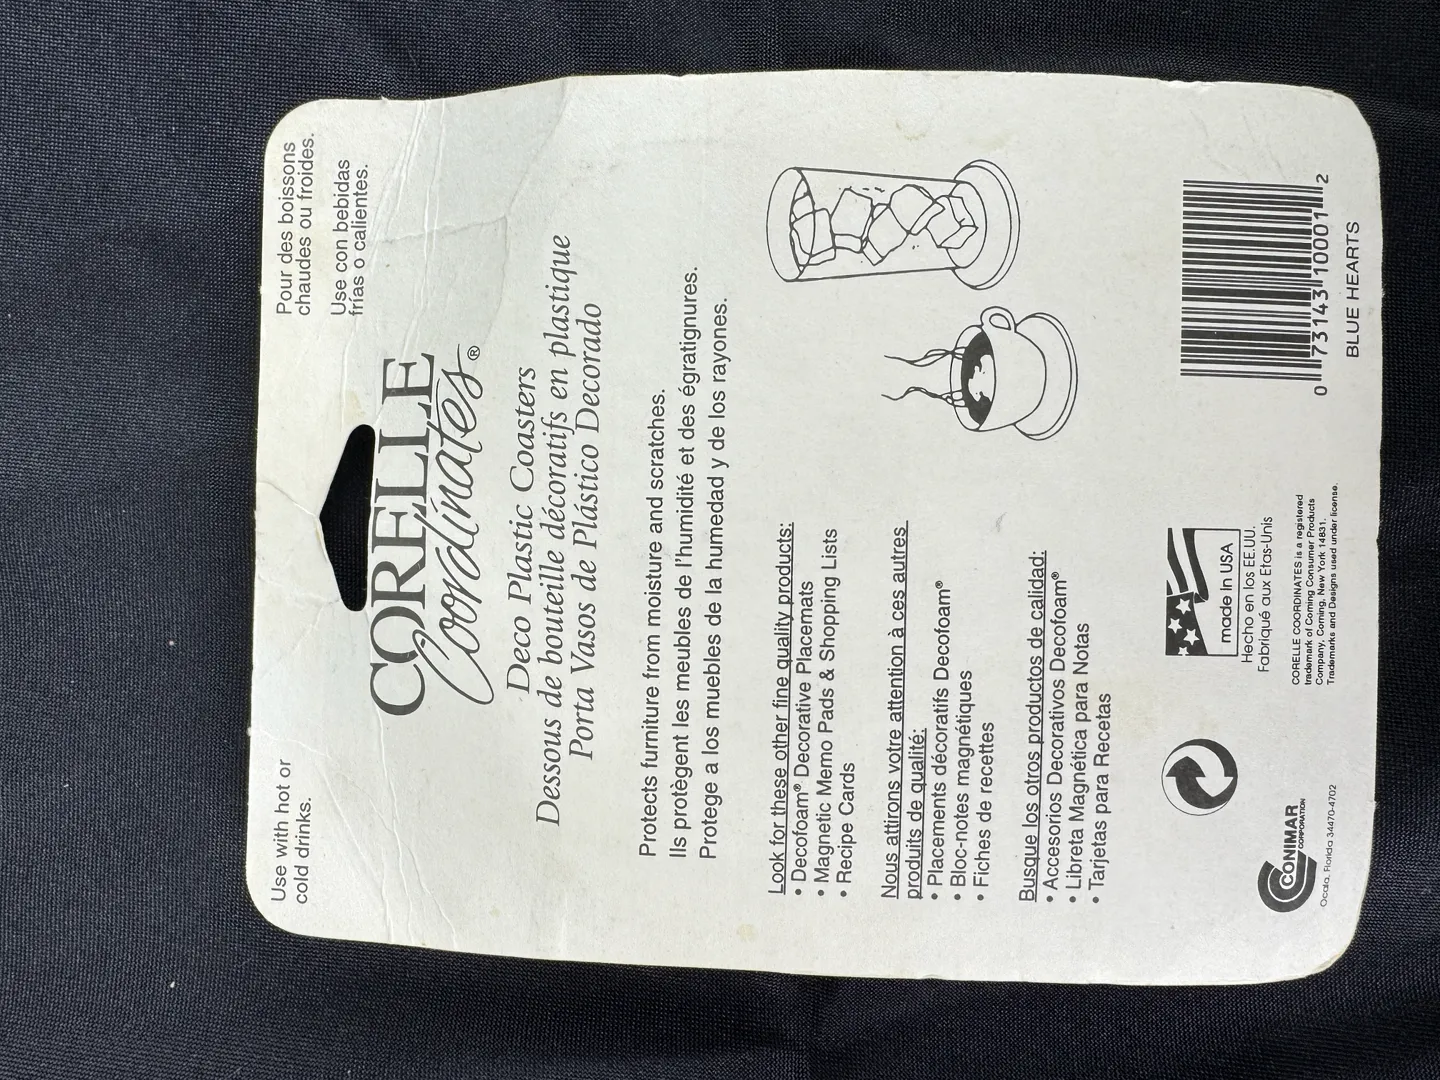 Use with hot or
cold drinks.
Pour des boissons
chaudes ou froides.
Use con bebidas
frías o calientes.
CORELLE
Coordinates®
Deco Plastic Coasters
Dessous de bouteille décoratifs en plastique
Porta Vasos de Plástico Decorado
Protects furniture from moisture and scratches.
Ils protègent les meubles de l'humidité et des égratignures.
Protege a los muebles de la humedad y de los rayones.
Look for these other fine quality products:
• Decofoam® Decorative Placemats
• Magnetic Memo Pads & Shopping Lists
• Recipe Cards
Nous attirons votre attention à ces autres
produits de qualité:
• Placements décoratifs Decofoam®
• Bloc-notes magnétiques
• Fiches de recettes
Busque los otros productos de calidad:
• Accesorios Decorativos Decofoam®
• Libreta Magnética para Notas
• Tarjetas para Recetas
CONIMAR
CORPORATION
Ocala, Florida 34470-4702
made in USA
Hecho en los EE.UU.
Fabriqué aux Etas-Unis
CORELLE COORDINATES is a registered
trademark of Corning Consumer Products
Company, Corning, New York 14831.
Trademarks and Designs used under license.
0 73143 10001 2
BLUE HEARTS